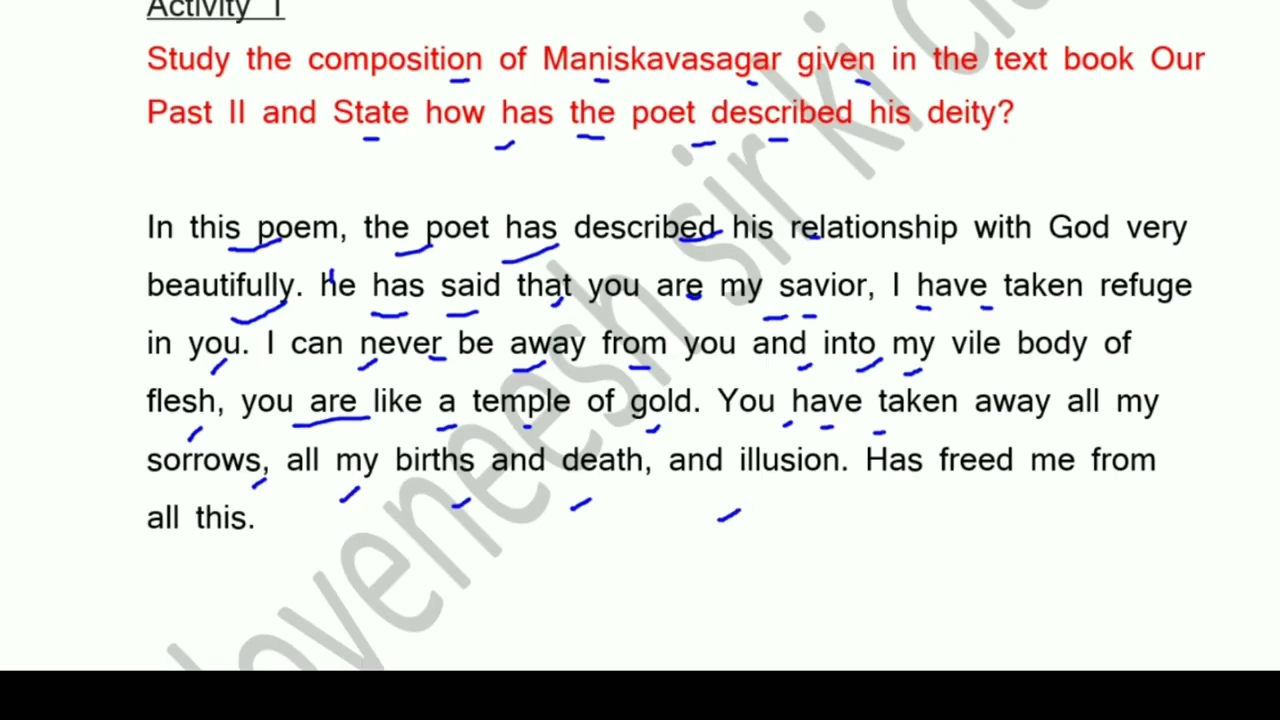 Activity 1
Study the composition of Maniskavasagar given in the text book Our
Past II and State how has the poet described his deity?
In this poem, the poet has described his relationship with God very
beautifully. he has said that you are my savior, I have taken refuge
in you. I can never be away from you and into my vile body of
flesh, you are like a temple of gold. You have taken away all my
sorrows, all my births and death, and illusion. Has freed me from
all this.
loveneesh sir ki